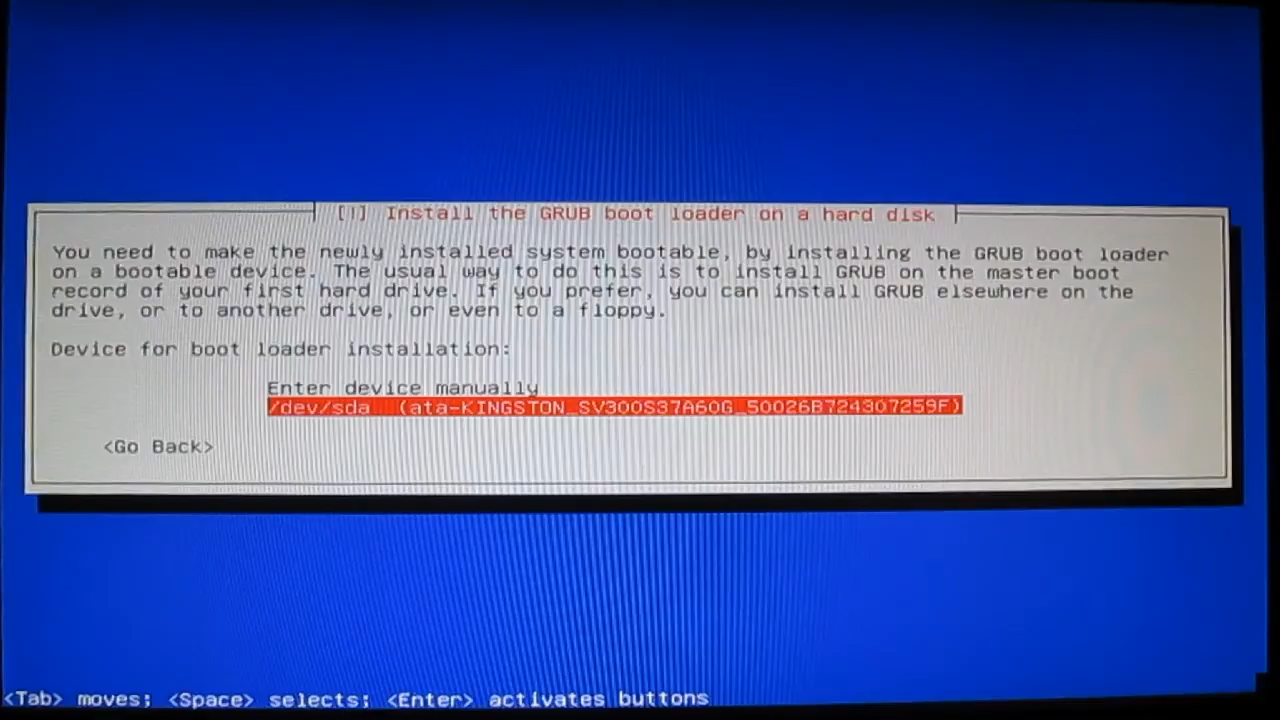 [!] Install the GRUB boot loader on a hard disk
You need to make the newly installed system bootable, by installing the GRUB boot loader
on a bootable device. The usual way to do this is to install GRUB on the master boot
record of your first hard drive. If you prefer, you can install GRUB elsewhere on the
drive, or to another drive, or even to a floppy.
Device for boot loader installation:
Enter device manually
/dev/sda (ata-KINGSTON_SV300S37A60G_50026B724307259F)
<Go Back>
<Tab> moves; <Space> selects; <Enter> activates buttons